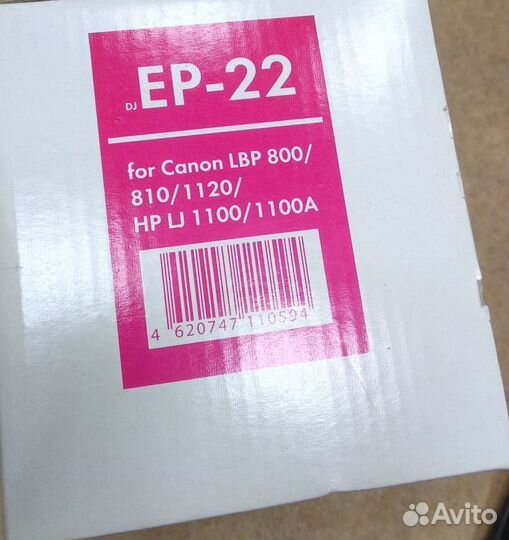 DJ EP-22
for Canon LBP 800/
810/1120/
HP LJ 1100/1100A
4 620747 110594
Avito